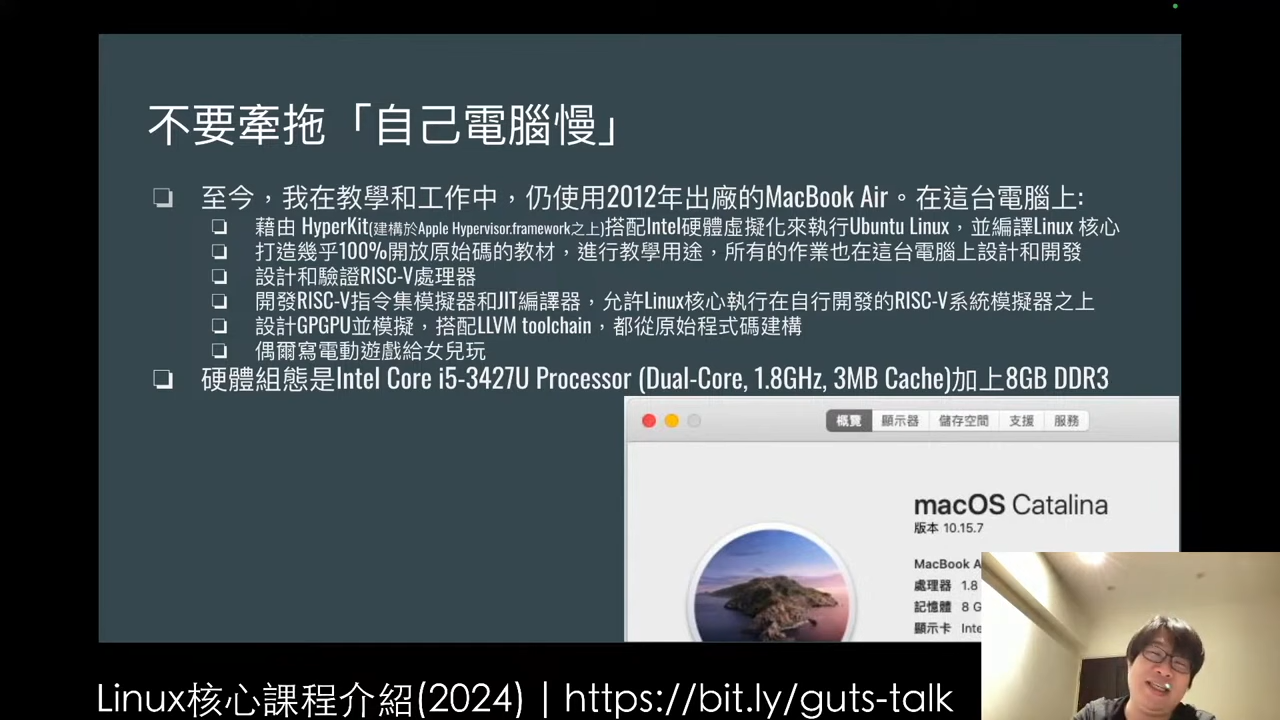 不要牽拖「自己電腦慢」
至今，我在教學和工作中，仍使用2012年出廠的MacBook Air。在這台電腦上:
藉由 HyperKit(建構於Apple Hypervisor.framework之上)搭配Intel硬體虛擬化來執行Ubuntu Linux，並編譯Linux 核心
打造幾乎100%開放原始碼的教材，進行教學用途，所有的作業也在這台電腦上設計和開發
設計和驗證RISC-V處理器
開發RISC-V指令集模擬器和JIT編譯器，允許Linux核心執行在自行開發的RISC-V系統模擬器之上
設計GPGPU並模擬，搭配LLVM toolchain，都從原始程式碼建構
偶爾寫電動遊戲給女兒玩
硬體組態是Intel Core i5-3427U Processor (Dual-Core, 1.8GHz, 3MB Cache)加上8GB DDR3
概覽 顯示器 儲存空間 支援 服務
macOS Catalina
版本 10.15.7
MacBook A
處理器 1.8
記憶體 8 G
顯示卡 Inte
Linux核心課程介紹(2024) | https://bit.ly/guts-talk